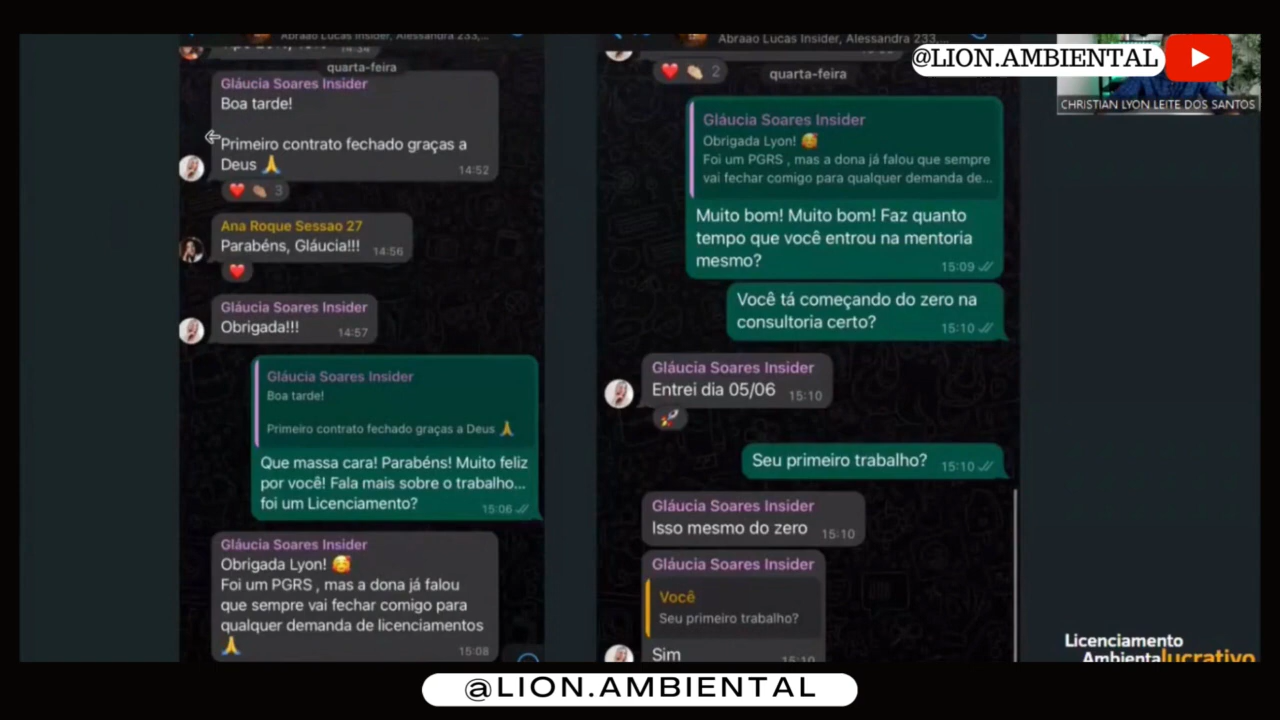 Abraão Lucas Insider, Alessandra 233,...
14:34
quarta-feira
Gláucia Soares Insider
Boa tarde!
Primeiro contrato fechado graças a
Deus 🙏
14:52
❤️ 👏 3
Ana Roque Sessao 27
Parabéns, Gláucia!!!
14:56
❤️
Gláucia Soares Insider
Obrigada!!!
14:57
Gláucia Soares Insider
Boa tarde!
Primeiro contrato fechado graças a Deus 🙏
Que massa cara! Parabéns! Muito feliz
por você! Fala mais sobre o trabalho...
foi um Licenciamento?
15:06
Gláucia Soares Insider
Obrigada Lyon! 🥰
Foi um PGRS , mas a dona já falou
que sempre vai fechar comigo para
qualquer demanda de licenciamentos
🙏
15:08
Abraão Lucas Insider, Alessandra 233,...
❤️ 👏 2
quarta-feira
Gláucia Soares Insider
Obrigada Lyon! 🥰
Foi um PGRS , mas a dona já falou que sempre
vai fechar comigo para qualquer demanda de...
Muito bom! Muito bom! Faz quanto
tempo que você entrou na mentoria
mesmo?
15:09
Você tá começando do zero na
consultoria certo?
15:10
Gláucia Soares Insider
Entrei dia 05/06
15:10
🚀
Seu primeiro trabalho?
15:10
Gláucia Soares Insider
Isso mesmo do zero
15:10
Gláucia Soares Insider
Você
Seu primeiro trabalho?
Sim
15:10
@LION.AMBIENTAL
CHRISTIAN LYON LEITE DOS SANTOS
Licenciamento
Ambientalucrativo
@LION.AMBIENTAL